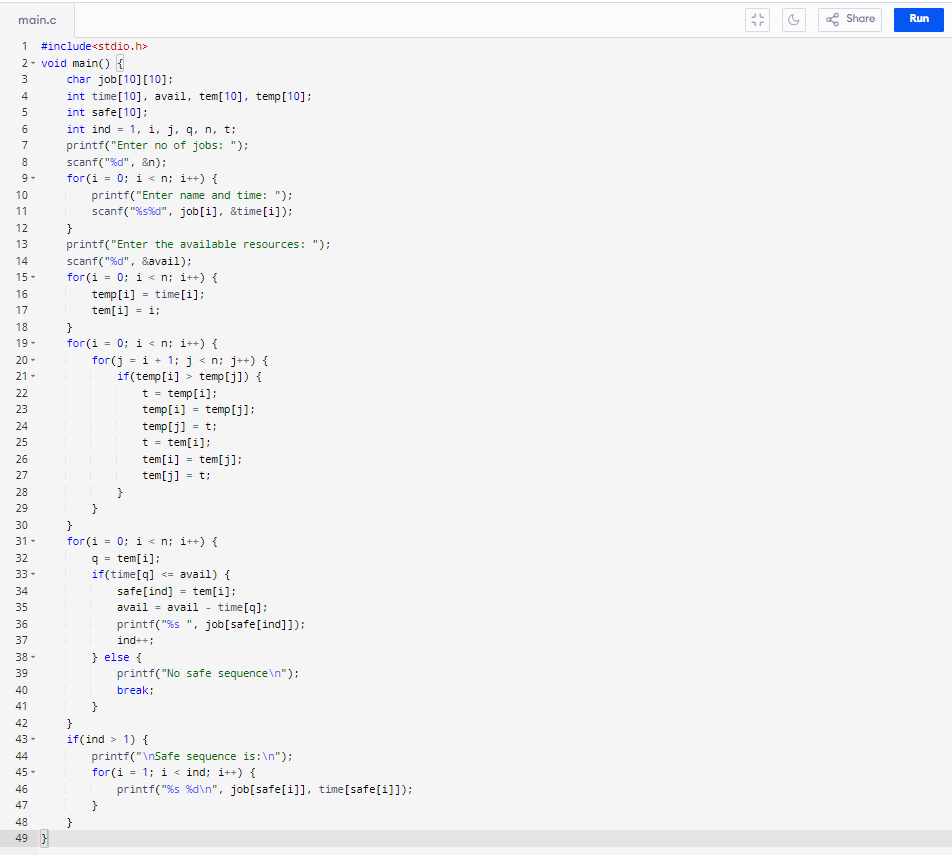 main.c
Share
Run
1 #include<stdio.h>
2 void main() {
3 char job[10][10];
4 int time[10], avail, tem[10], temp[10];
5 int safe[10];
6 int ind = 1, i, j, q, n, t;
7 printf("Enter no of jobs: ");
8 scanf("%d", &n);
9 for(i = 0; i < n; i++) {
10 printf("Enter name and time: ");
11 scanf("%s%d", job[i], &time[i]);
12 }
13 printf("Enter the available resources: ");
14 scanf("%d", &avail);
15 for(i = 0; i < n; i++) {
16 temp[i] = time[i];
17 tem[i] = i;
18 }
19 for(i = 0; i < n; i++) {
20 for(j = i + 1; j < n; j++) {
21 if(temp[i] > temp[j]) {
22 t = temp[i];
23 temp[i] = temp[j];
24 temp[j] = t;
25 t = tem[i];
26 tem[i] = tem[j];
27 tem[j] = t;
28 }
29 }
30 }
31 for(i = 0; i < n; i++) {
32 q = tem[i];
33 if(time[q] <= avail) {
34 safe[ind] = tem[i];
35 avail = avail - time[q];
36 printf("%s ", job[safe[ind]]);
37 ind++;
38 } else {
39 printf("No safe sequence\n");
40 break;
41 }
42 }
43 if(ind > 1) {
44 printf("\nSafe sequence is:\n");
45 for(i = 1; i < ind; i++) {
46 printf("%s %d\n", job[safe[i]], time[safe[i]]);
47 }
48 }
49 }